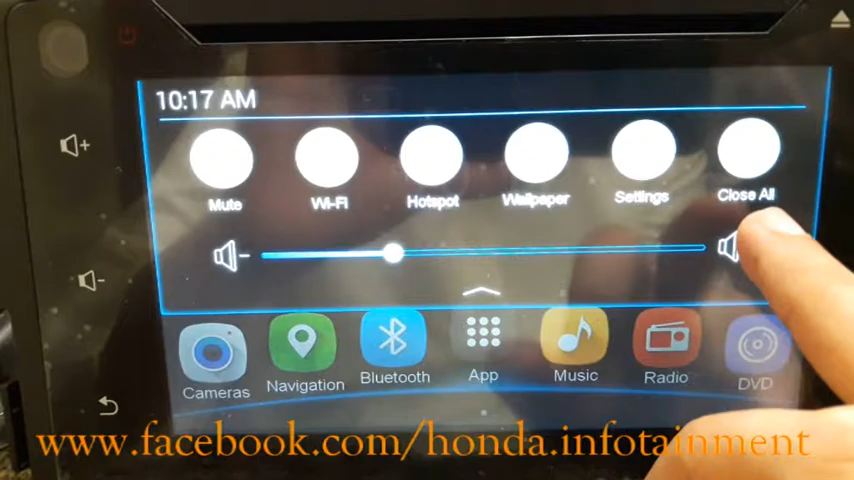 10:17 AM
Mute Wi-Fi Hotspot Wallpaper Settings Close All
Cameras Navigation Bluetooth App Music Radio DVD
www.facebook.com/honda.infotainment